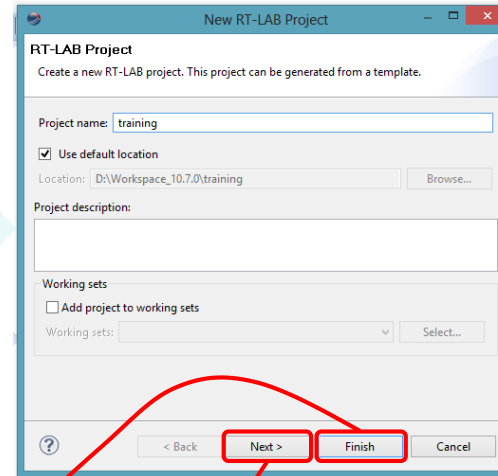 New RT-LAB Project
RT-LAB Project
Create a new RT-LAB project. This project can be generated from a template.
Project name: training
Use default location
Location: D:\Workspace_10.7.0\training Browse...
Project description:
Working sets
Add project to working sets
Working sets: Select...
? < Back Next > Finish Cancel